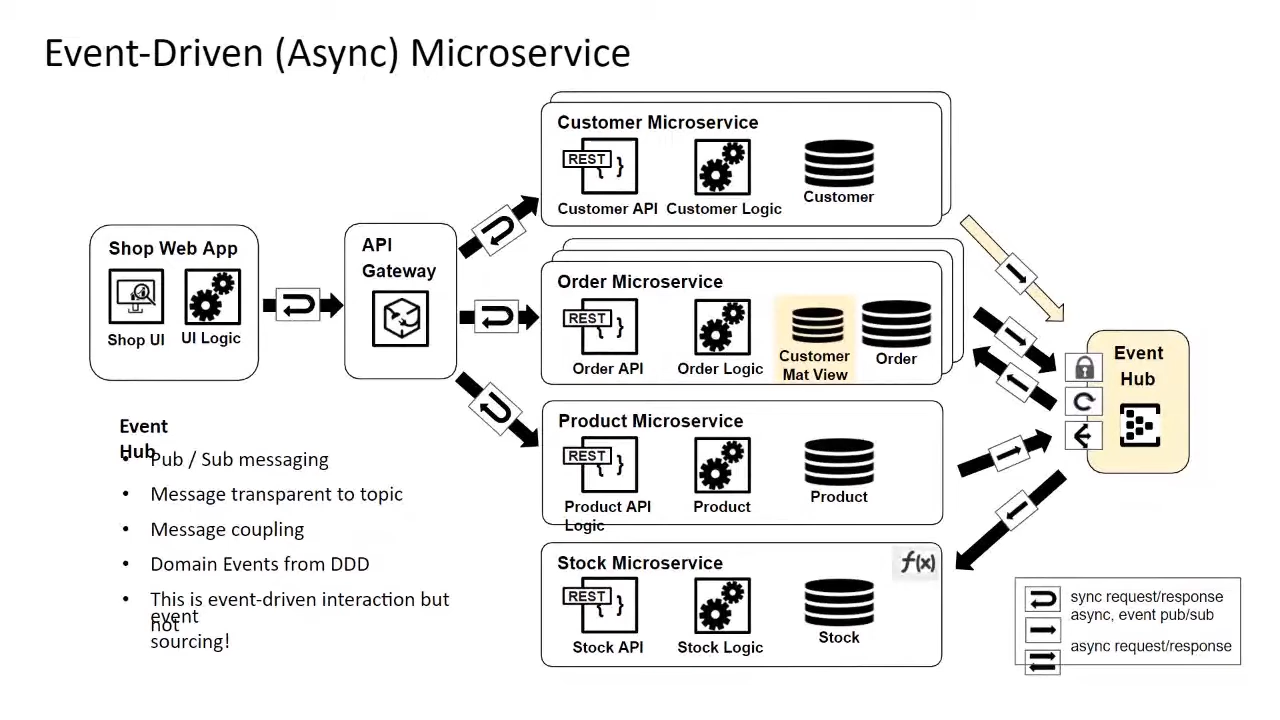 Event-Driven (Async) Microservice
Customer Microservice
REST
{ }
Customer API
Customer Logic
Customer
Shop Web App
Shop UI
UI Logic
API
Gateway
Order Microservice
REST
{ }
Order API
Order Logic
Customer
Mat View
Order
Event
Hub
Product Microservice
REST
{ }
Product API
Logic
Product
Product
Stock Microservice
f(x)
REST
{ }
Stock API
Stock Logic
Stock
Event
Hub
• Pub / Sub messaging
• Message transparent to topic
• Message coupling
• Domain Events from DDD
• This is event-driven interaction but
not
event
sourcing!
sync request/response
async, event pub/sub
async request/response